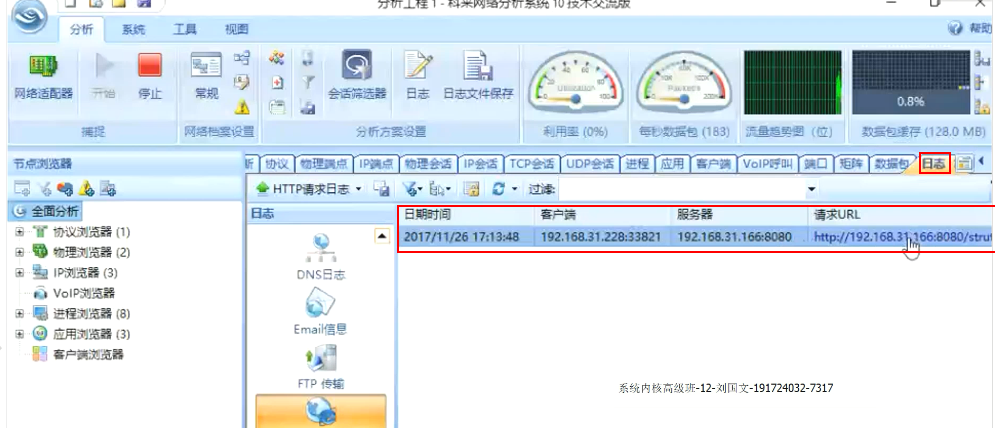 分析工程 1 - 科来网络分析系统 10 技术交流版
分析 系统 工具 视图 帮助
网络适配器 开始 停止 常规 会话筛选器 日志 日志文件保存 0.8%
捕捉 网络档案设置 分析方案设置 利用率 (0%) 每秒数据包 (183) 流量趋势图 (位) 数据包缓存 (128.0 MB)
节点浏览器 析 协议 物理端点 IP端点 物理会话 IP会话 TCP会话 UDP会话 进程 应用 客户端 VoIP呼叫 端口 矩阵 数据包 日志
HTTP请求日志 过滤:
全面分析 日志 日期时间 客户端 服务器 请求URL
协议浏览器 (1) 2017/11/26 17:13:48 192.168.31.228:33821 192.168.31.166:8080 http://192.168.31.166:8080/strut
物理浏览器 (2)
IP浏览器 (3) DNS日志
VoIP浏览器
进程浏览器 (8) Email信息
应用浏览器 (3)
客户端浏览器
FTP 传输
系统内核高级班-12-刘国文-191724032-7317